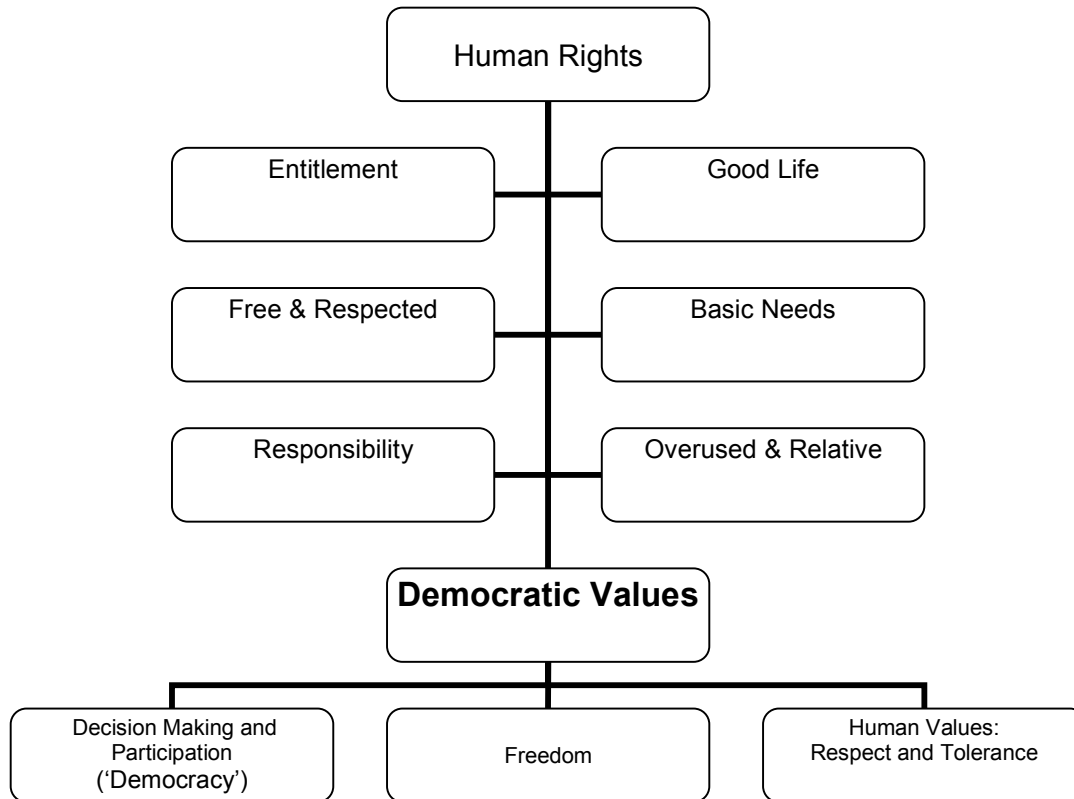 Human Rights
Entitlement
Good Life
Free & Respected
Basic Needs
Responsibility
Overused & Relative
Democratic Values
Decision Making and
Participation
(‘Democracy’)
Freedom
Human Values:
Respect and Tolerance